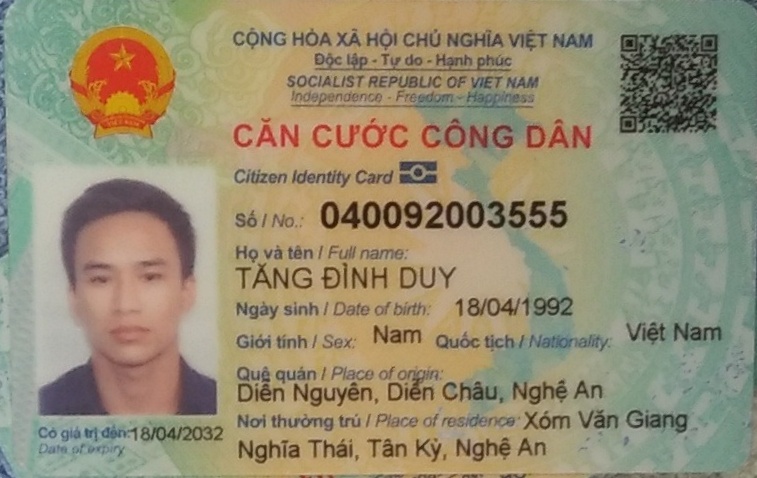 CỘNG HÒA XÃ HỘI CHỦ NGHĨA VIỆT NAM
Độc lập - Tự do - Hạnh phúc
SOCIALIST REPUBLIC OF VIET NAM
Independence - Freedom - Happiness
CĂN CƯỚC CÔNG DÂN
Citizen Identity Card
Số / No.: 040092003555
Họ và tên / Full name:
TĂNG ĐÌNH DUY
Ngày sinh / Date of birth: 18/04/1992
Giới tính / Sex: Nam Quốc tịch / Nationality: Việt Nam
Quê quán / Place of origin:
Diễn Nguyên, Diễn Châu, Nghệ An
Nơi thường trú / Place of residence: Xóm Văn Giang
Nghĩa Thái, Tân Kỳ, Nghệ An
Có giá trị đến: 18/04/2032
Date of expiry